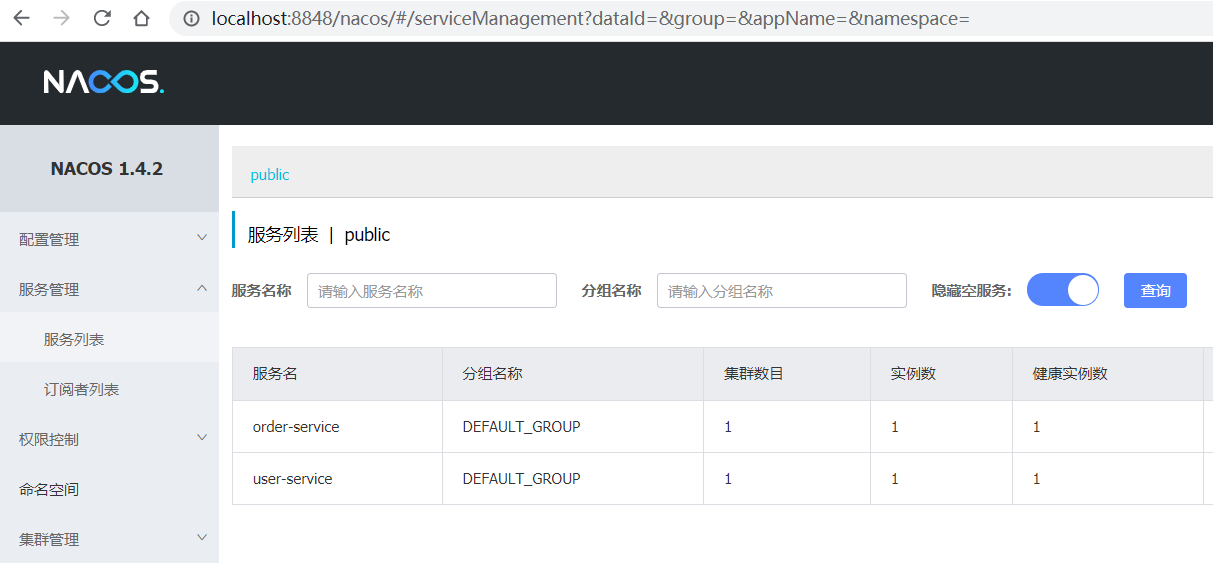 localhost:8848/nacos/#/serviceManagement?dataId=&group=&appName=&namespace=
NACOS.
NACOS 1.4.2
public
配置管理
服务列表 | public
服务管理
服务名称 请输入服务名称 分组名称 请输入分组名称 隐藏空服务: 查询
服务列表
订阅者列表
权限控制
命名空间
集群管理
服务名 分组名称 集群数目 实例数 健康实例数
order-service DEFAULT_GROUP 1 1 1
user-service DEFAULT_GROUP 1 1 1